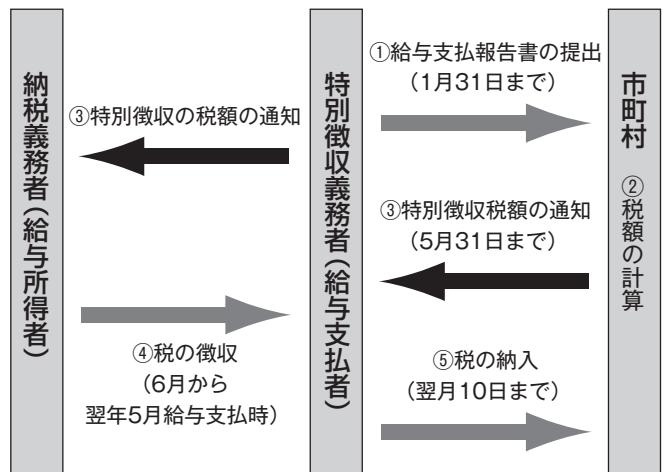 納税義務者（給与所得者）
③特別徴収の税額の通知
④税の徴収
（6月から
翌年5月給与支払時）
特別徴収義務者（給与支払者）
①給与支払報告書の提出
（1月31日まで）
③特別徴収税額の通知
（5月31日まで）
⑤税の納入
（翌月10日まで）
市町村　②税額の計算